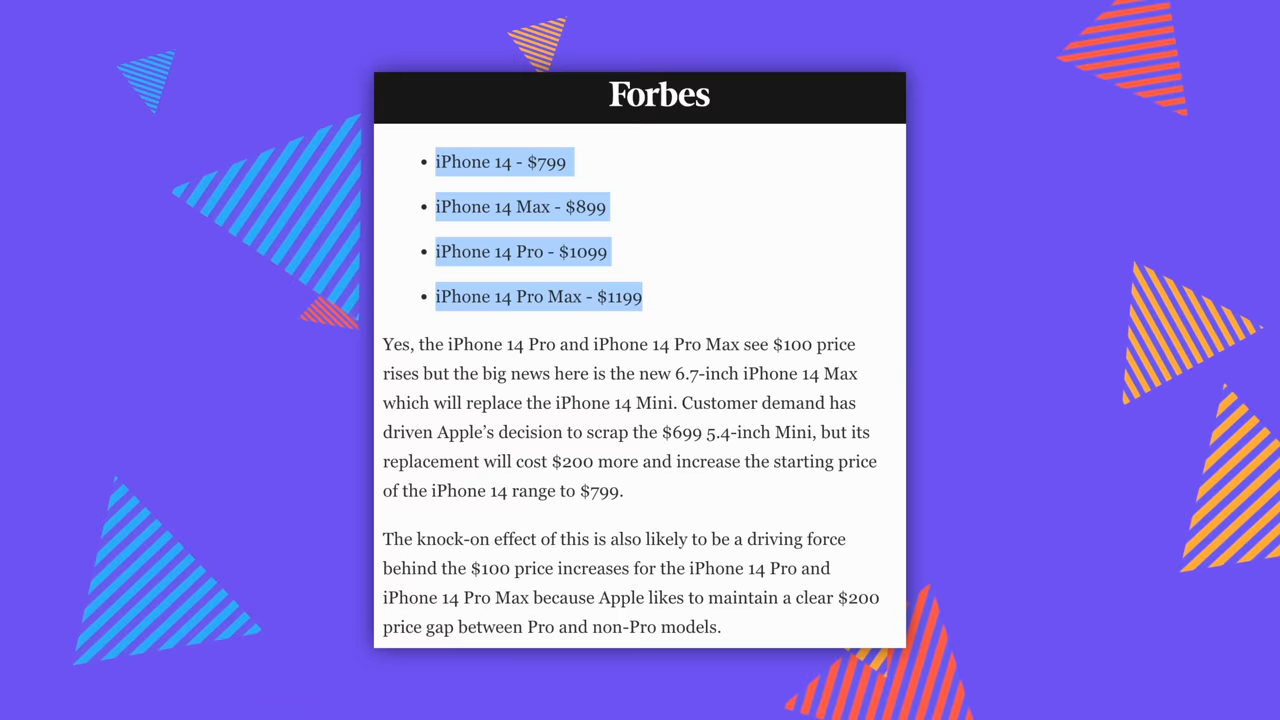 Forbes
• iPhone 14 - $799
• iPhone 14 Max - $899
• iPhone 14 Pro - $1099
• iPhone 14 Pro Max - $1199
Yes, the iPhone 14 Pro and iPhone 14 Pro Max see $100 price
rises but the big news here is the new 6.7-inch iPhone 14 Max
which will replace the iPhone 14 Mini. Customer demand has
driven Apple’s decision to scrap the $699 5.4-inch Mini, but its
replacement will cost $200 more and increase the starting price
of the iPhone 14 range to $799.
The knock-on effect of this is also likely to be a driving force
behind the $100 price increases for the iPhone 14 Pro and
iPhone 14 Pro Max because Apple likes to maintain a clear $200
price gap between Pro and non-Pro models.